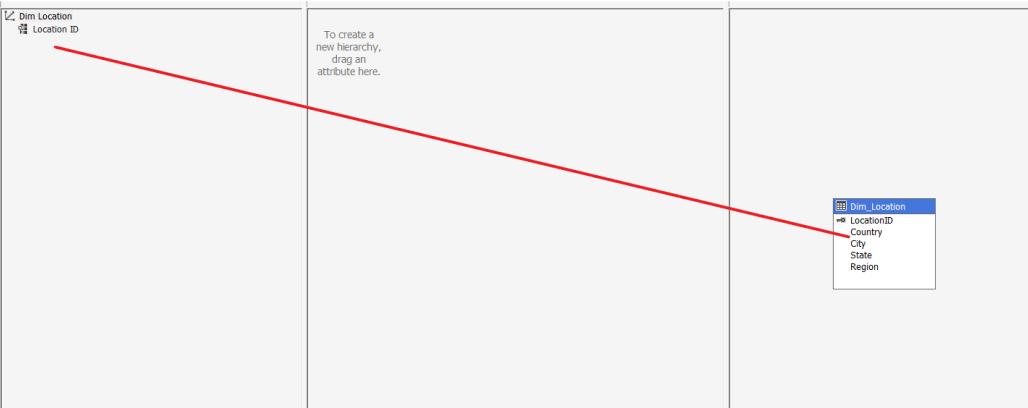 Dim Location
Location ID
To create a
new hierarchy,
drag an
attribute here.
Dim_Location
LocationID
Country
City
State
Region